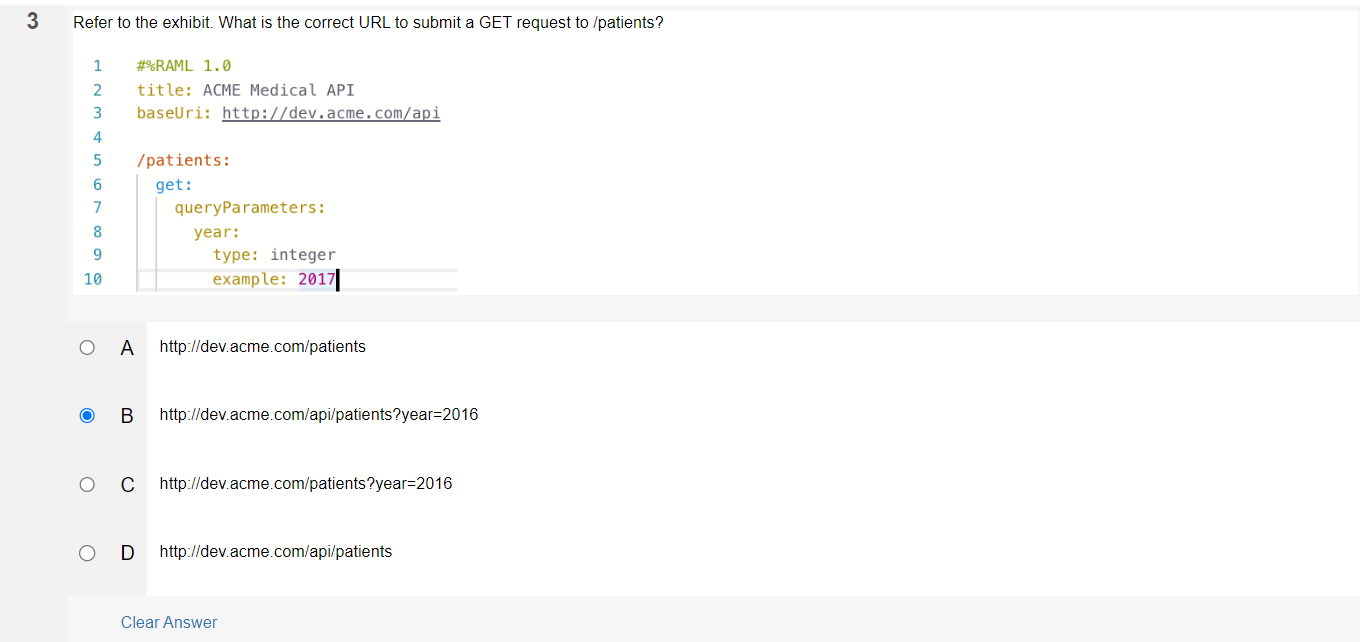 3
Refer to the exhibit. What is the correct URL to submit a GET request to /patients?
1 #%RAML 1.0
2 title: ACME Medical API
3 baseUri: http://dev.acme.com/api
4
5 /patients:
6 get:
7 queryParameters:
8 year:
9 type: integer
10 example: 2017
A http://dev.acme.com/patients
B http://dev.acme.com/api/patients?year=2016
C http://dev.acme.com/patients?year=2016
D http://dev.acme.com/api/patients
Clear Answer